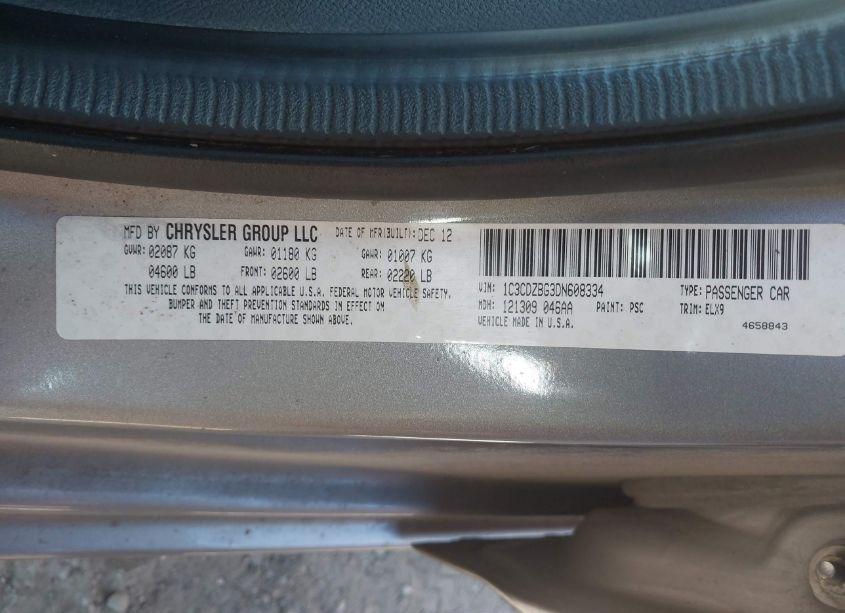 MFD BY CHRYSLER GROUP LLC DATE OF MFR(BUILT): DEC 12
GVWR: 02087 KG GAWR: 01180 KG GAWR: 01007 KG
04600 LB FRONT: 02600 LB REAR: 02220 LB
THIS VEHICLE CONFORMS TO ALL APPLICABLE U.S.A. FEDERAL MOTOR VEHICLE SAFETY,
BUMPER AND THEFT PREVENTION STANDARDS IN EFFECT ON
THE DATE OF MANUFACTURE SHOWN ABOVE.
VIN: 1C3CDZBG3DN608334 TYPE: PASSENGER CAR
MDH: 121309 046AA PAINT: PSC TRIM: ELX9
VEHICLE MADE IN U.S.A. 4658843